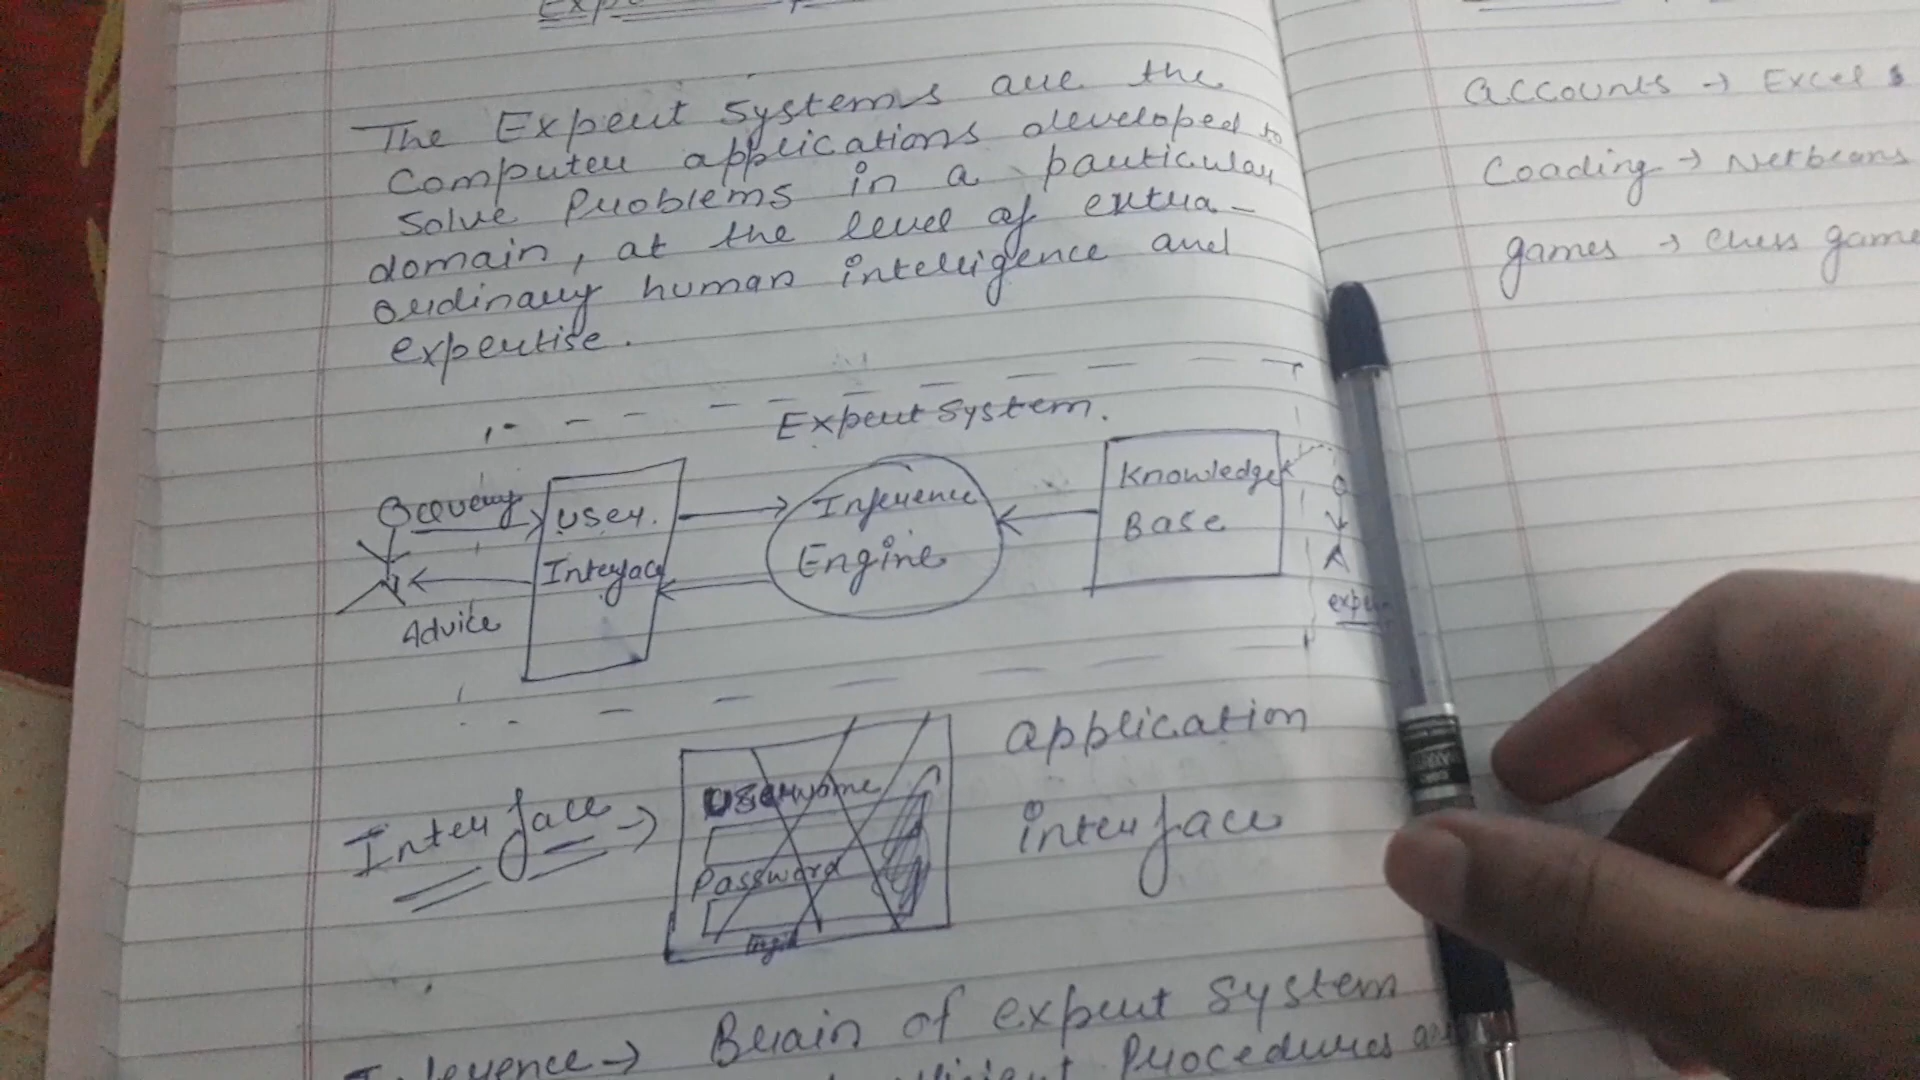 The Expert Systems are the
Computer applications developed to
solve Problems in a particular
domain, at the level of extra-
ordinary human intelligence and
expertise.
Expert System.
Query
User
Interface
Advice
Inference
Engine
Knowledge
Base
Interface →
Username
Password
login
application
interface
Inference → Brain of expert system
Procedures
accounts → Excel
Coading → Netbeans
games → Chess game